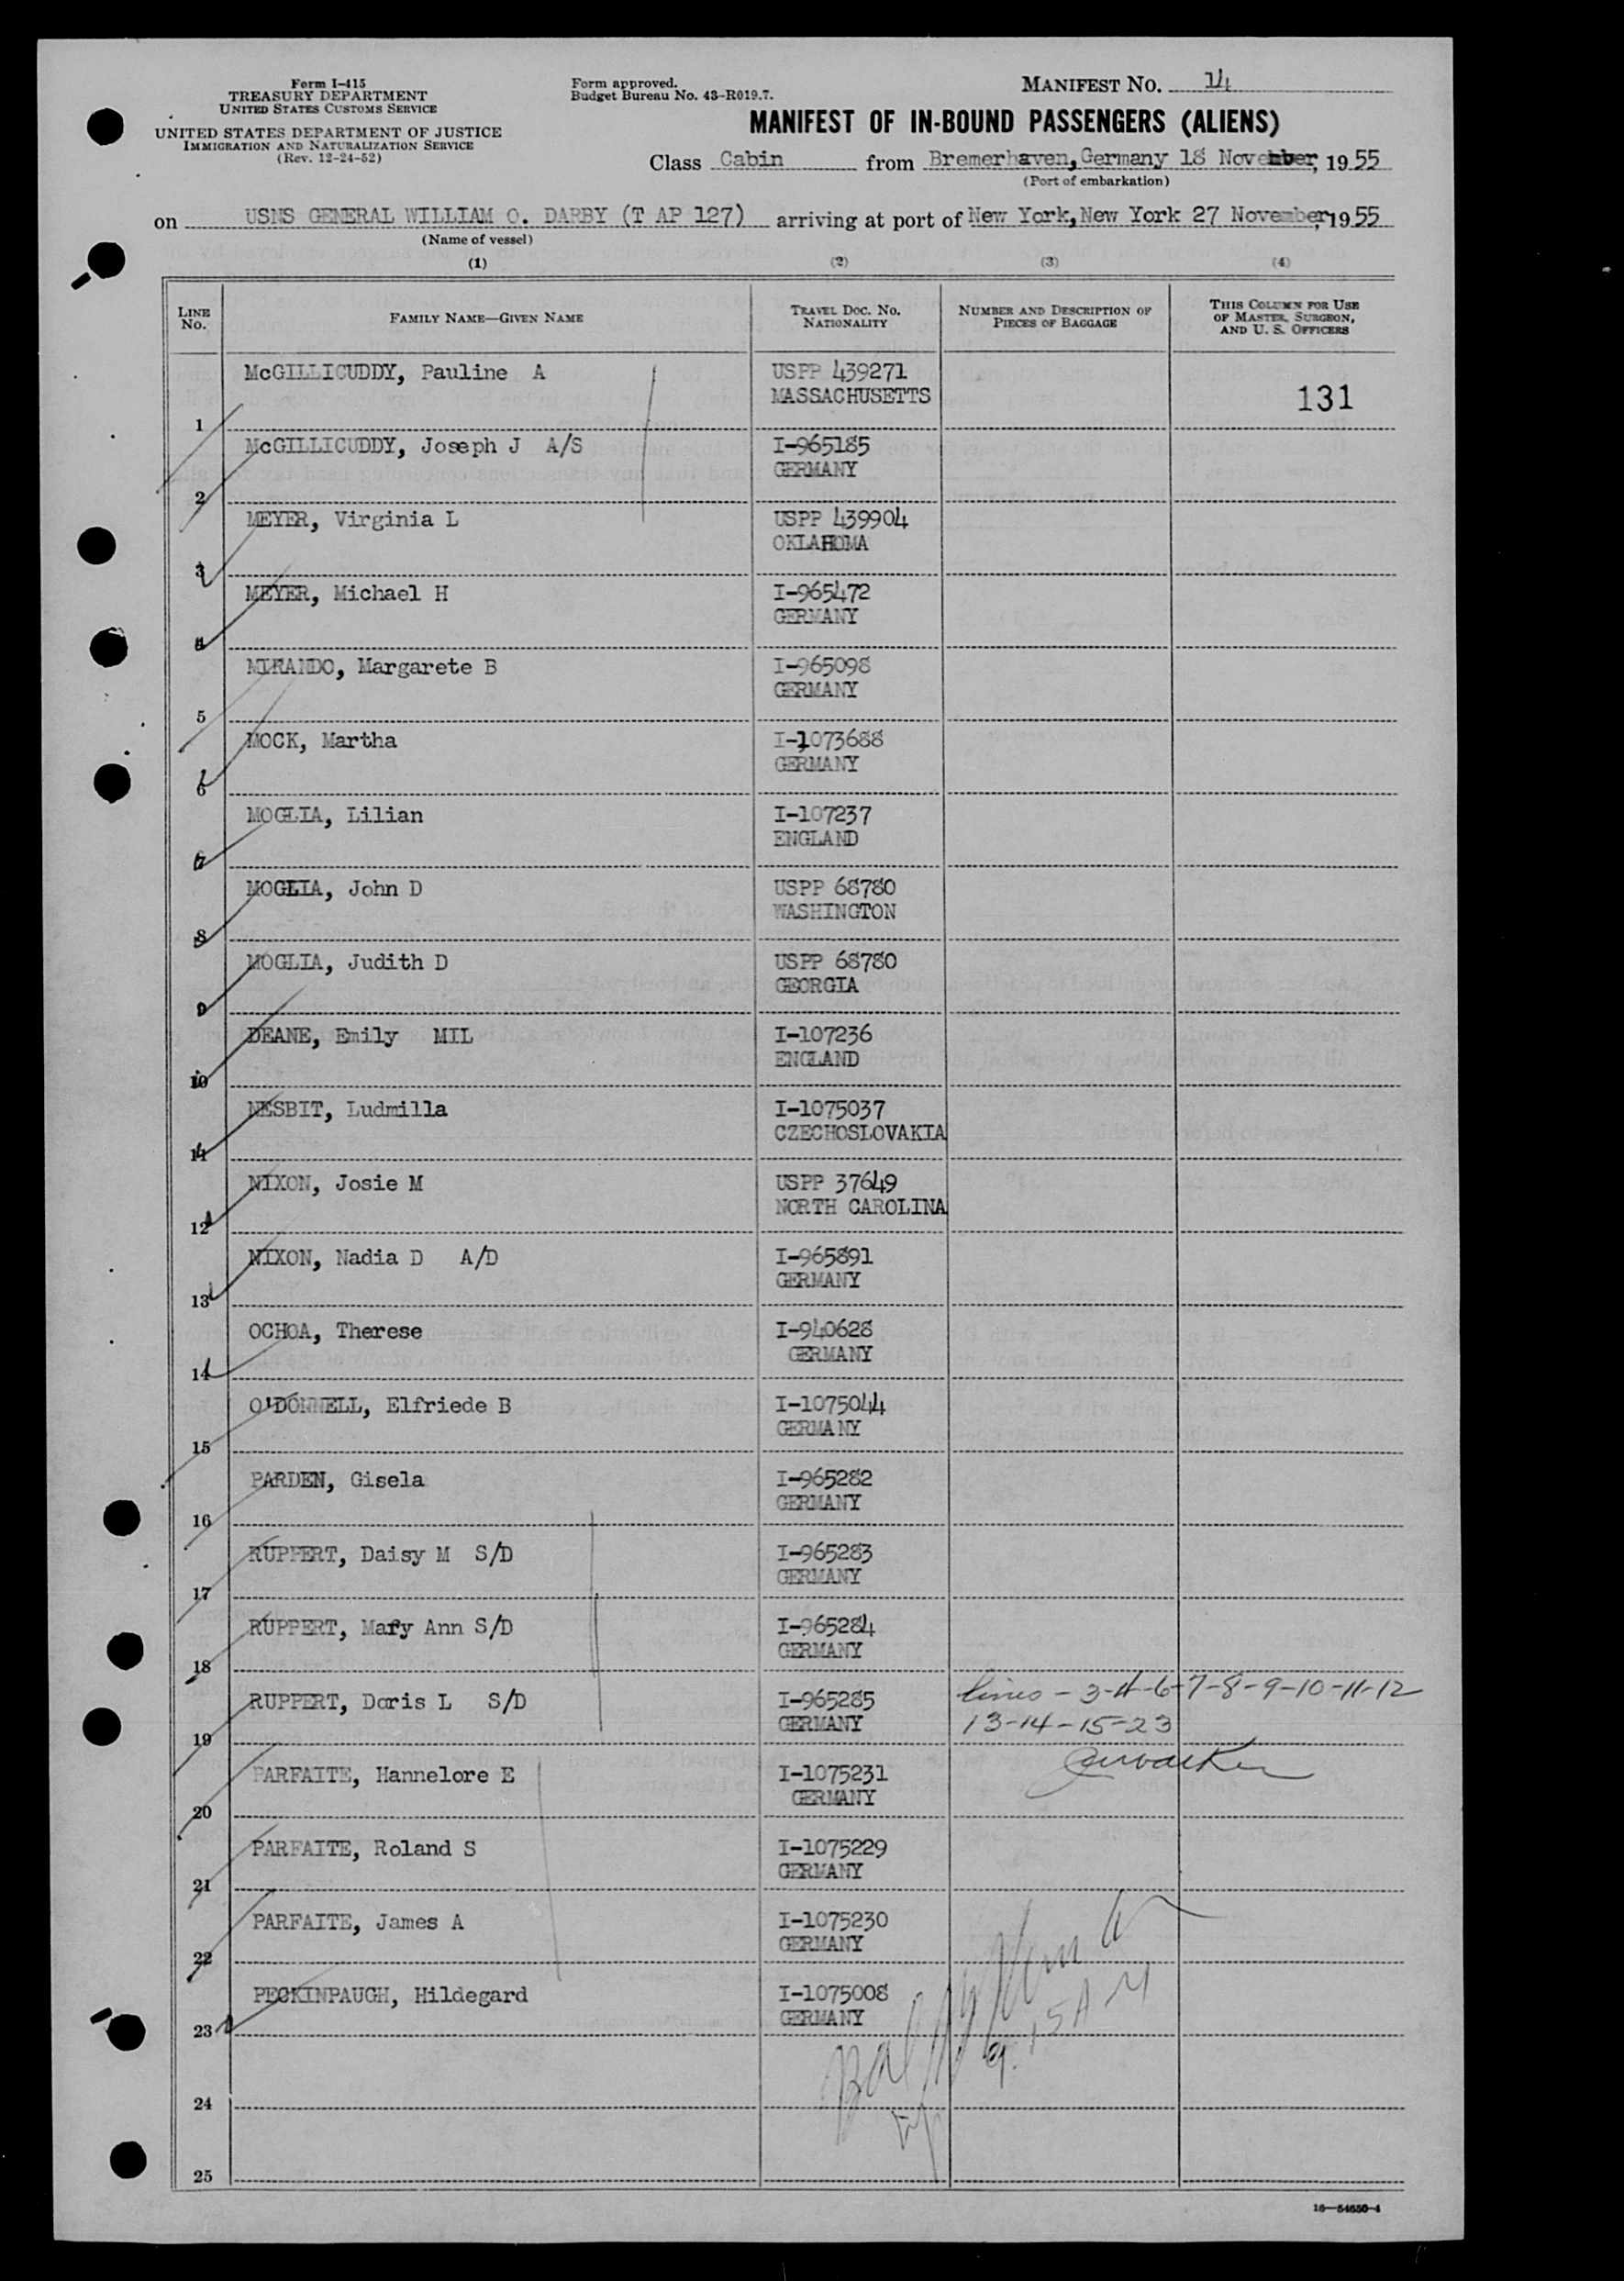 Form I-415
TREASURY DEPARTMENT
UNITED STATES CUSTOMS SERVICE
UNITED STATES DEPARTMENT OF JUSTICE
IMMIGRATION AND NATURALIZATION SERVICE
(Rev. 12-24-52)
Form approved.
Budget Bureau No. 43-R019.7.
MANIFEST NO. 14
MANIFEST OF IN-BOUND PASSENGERS (ALIENS)
Class Cabin from Bremerhaven, Germany 18 November, 1955
(Port of embarkation)
on USNS GENERAL WILLIAM O. DARBY (T AP 127) arriving at port of New York, New York 27 November, 1955
(Name of vessel)
(1) (2) (3) (4)
LINE NO. FAMILY NAME—GIVEN NAME TRAVEL DOC. NO. NATIONALITY NUMBER AND DESCRIPTION OF PIECES OF BAGGAGE THIS COLUMN FOR USE OF MASTER, SURGEON, AND U. S. OFFICERS
McGILLICUDDY, Pauline A USPP 439271
1 MASSACHUSETTS 131
McGILLICUDDY, Joseph J A/S I-965185
2 GERMANY
MEYER, Virginia L USPP 439904
3 OKLAHOMA
MEYER, Michael H I-965472
4 GERMANY
MIRANDO, Margarete B I-965098
5 GERMANY
MOCK, Martha I-1073688
6 GERMANY
MOGLIA, Lilian I-107237
7 ENGLAND
MOGLIA, John D USPP 68780
8 WASHINGTON
MOGLIA, Judith D USPP 68780
9 GEORGIA
DEANE, Emily MIL I-107236
10 ENGLAND
NESBIT, Ludmilla I-1075037
11 CZECHOSLOVAKIA
NIXON, Josie M USPP 37649
12 NORTH CAROLINA
NIXON, Nadia D A/D I-965891
13 GERMANY
OCHOA, Therese I-940628
14 GERMANY
O'DONNELL, Elfriede B I-1075044
15 GERMANY
PARDEN, Gisela I-965282
16 GERMANY
RUPPERT, Daisy M S/D I-965283
17 GERMANY
RUPPERT, Mary Ann S/D I-965284
18 GERMANY
RUPPERT, Doris L S/D I-965285 lines - 3-4-6-7-8-9-10-11-12
19 GERMANY 13-14-15-23
PARFAITE, Hannelore E I-1075231
20 GERMANY
PARFAITE, Roland S I-1075229
21 GERMANY
PARFAITE, James A I-1075230
22 GERMANY
PECKINPAUGH, Hildegard I-1075008
23 GERMANY
9.15 AM
24
25
16—54650-4